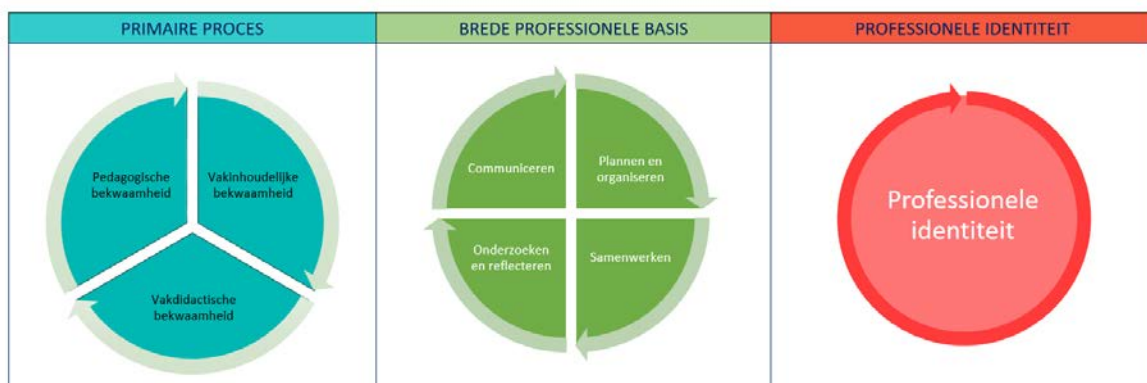 PRIMAIRE PROCES
BREDE PROFESSIONELE BASIS
PROFESSIONELE IDENTITEIT
Pedagogische
bekwaamheid
Vakinhoudelijke
bekwaamheid
Vakdidactische
bekwaamheid
Communiceren
Plannen en
organiseren
Onderzoeken
en reflecteren
Samenwerken
Professionele
identiteit